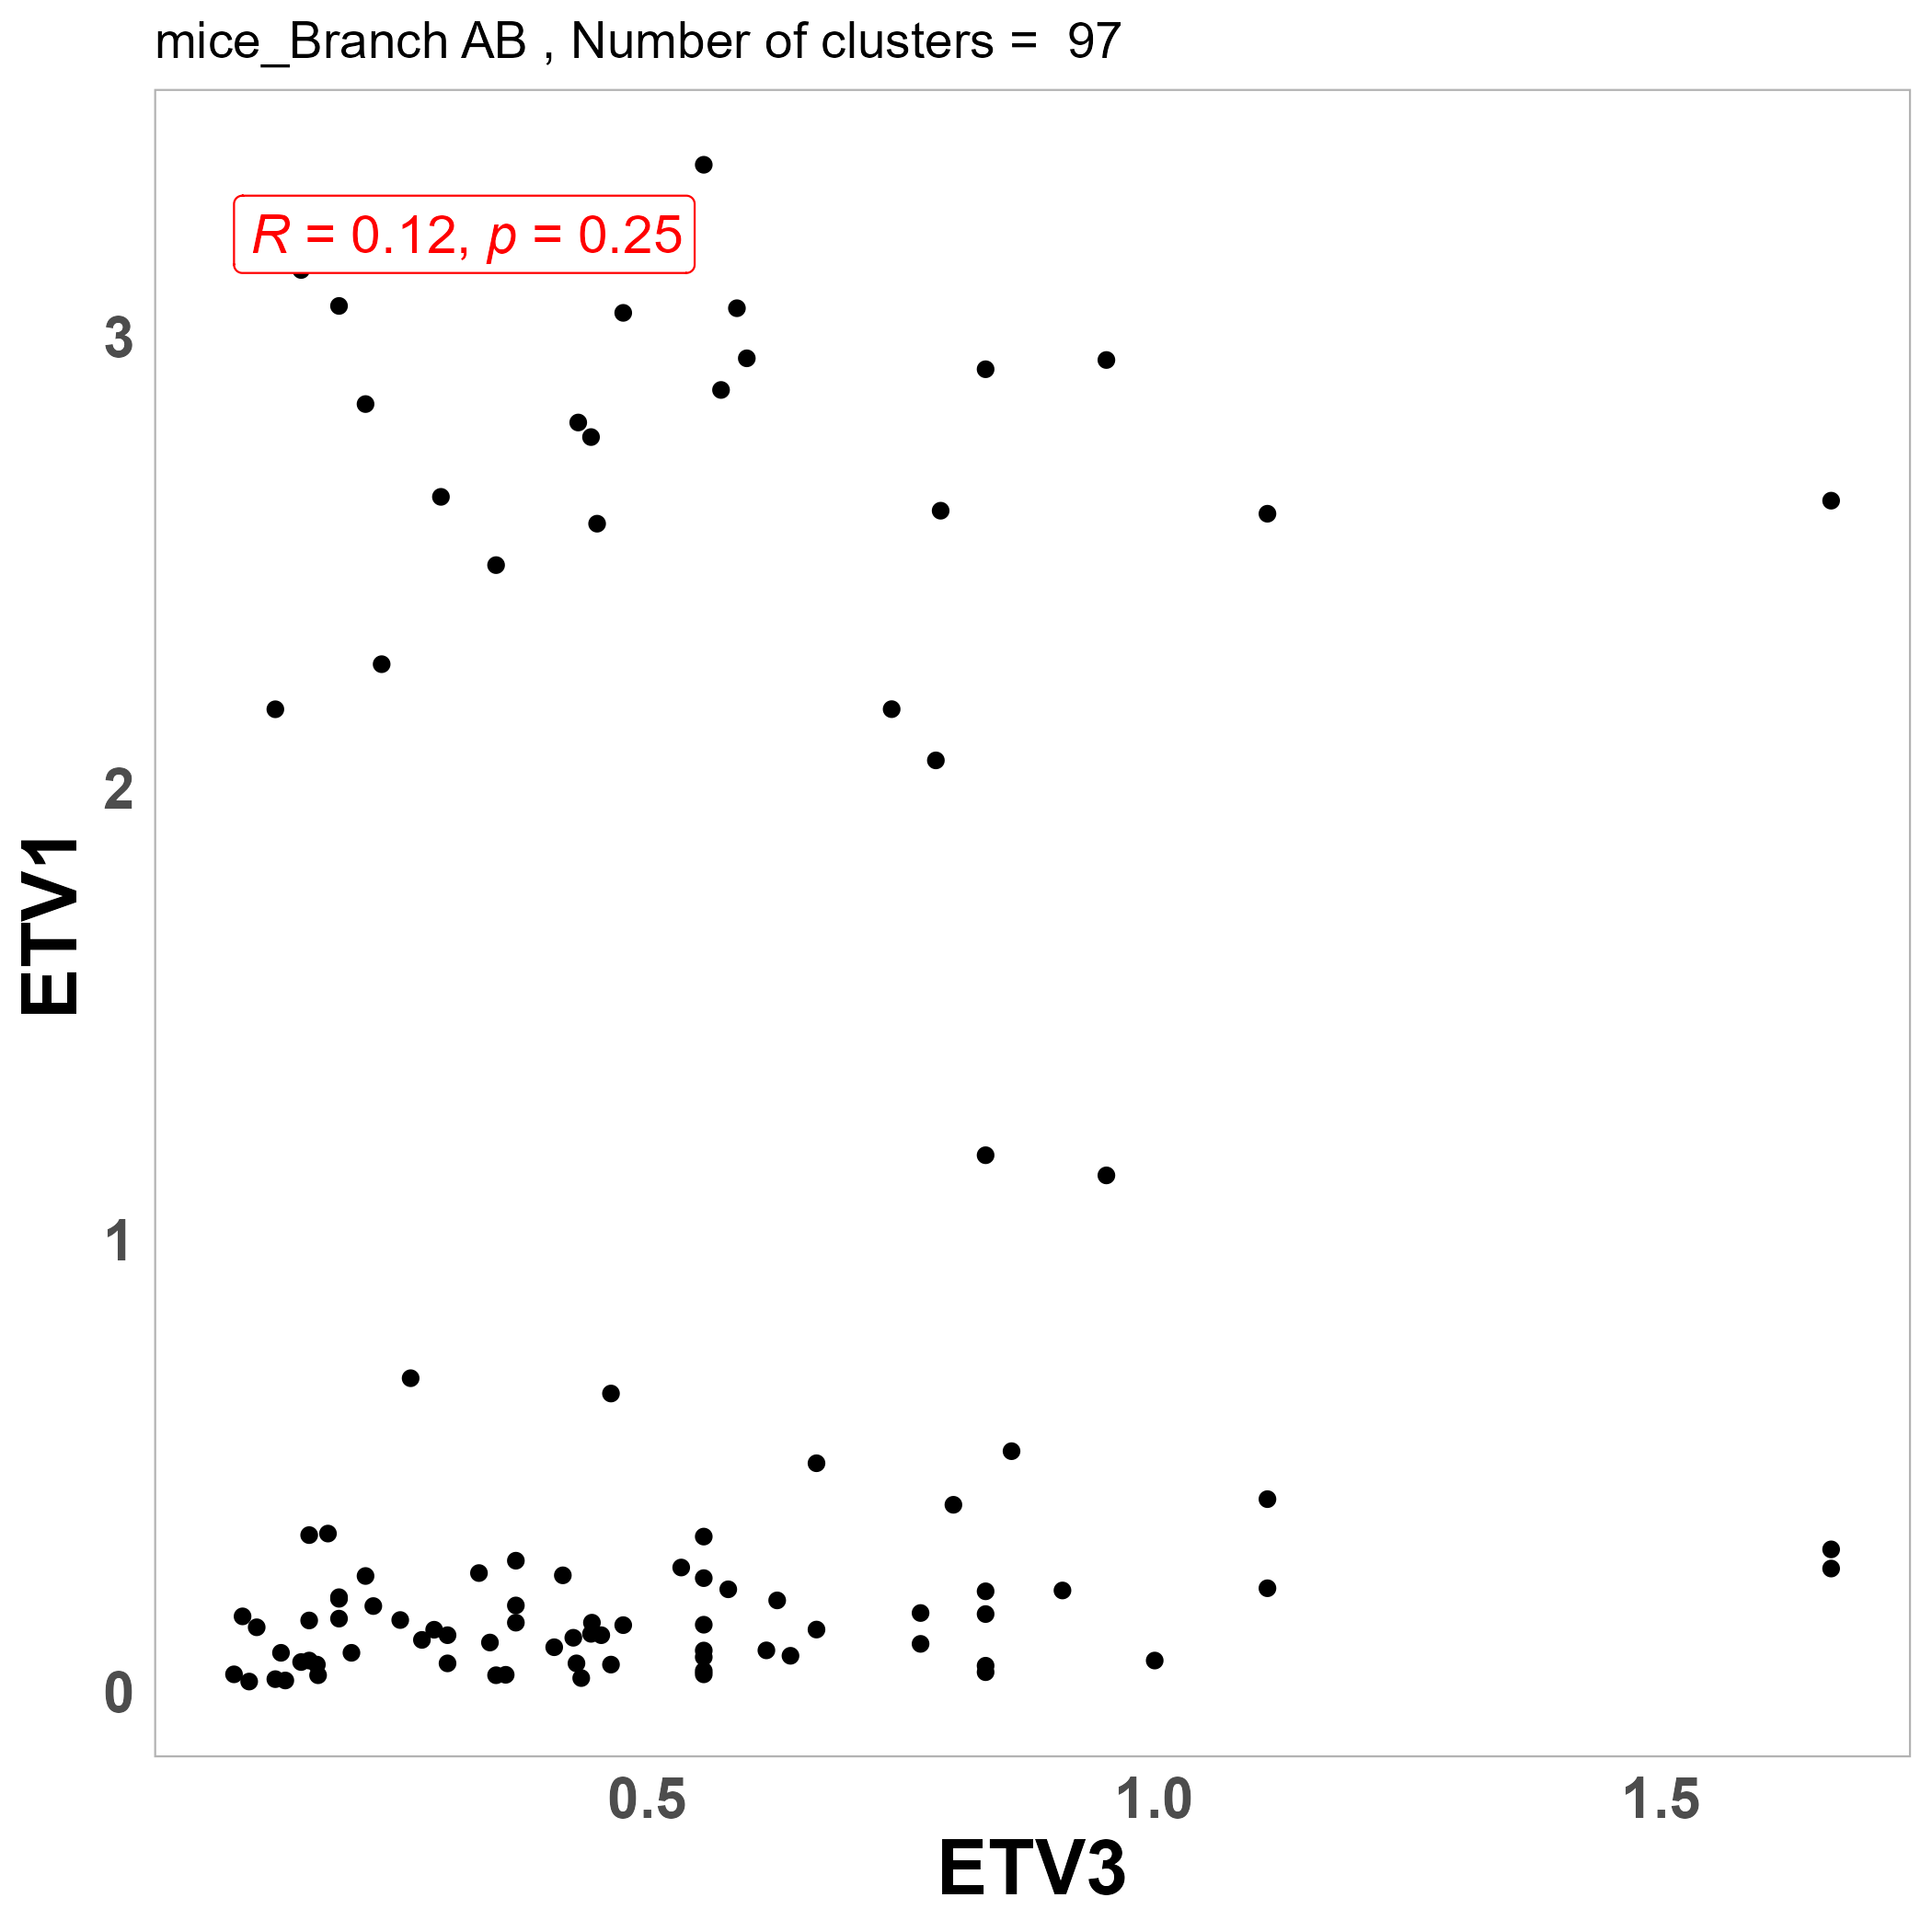 mice_Branch AB , Number of clusters =  97
R = 0.12, p = 0.25
3
2
1
0
ETV1
0.5 1.0 1.5
ETV3